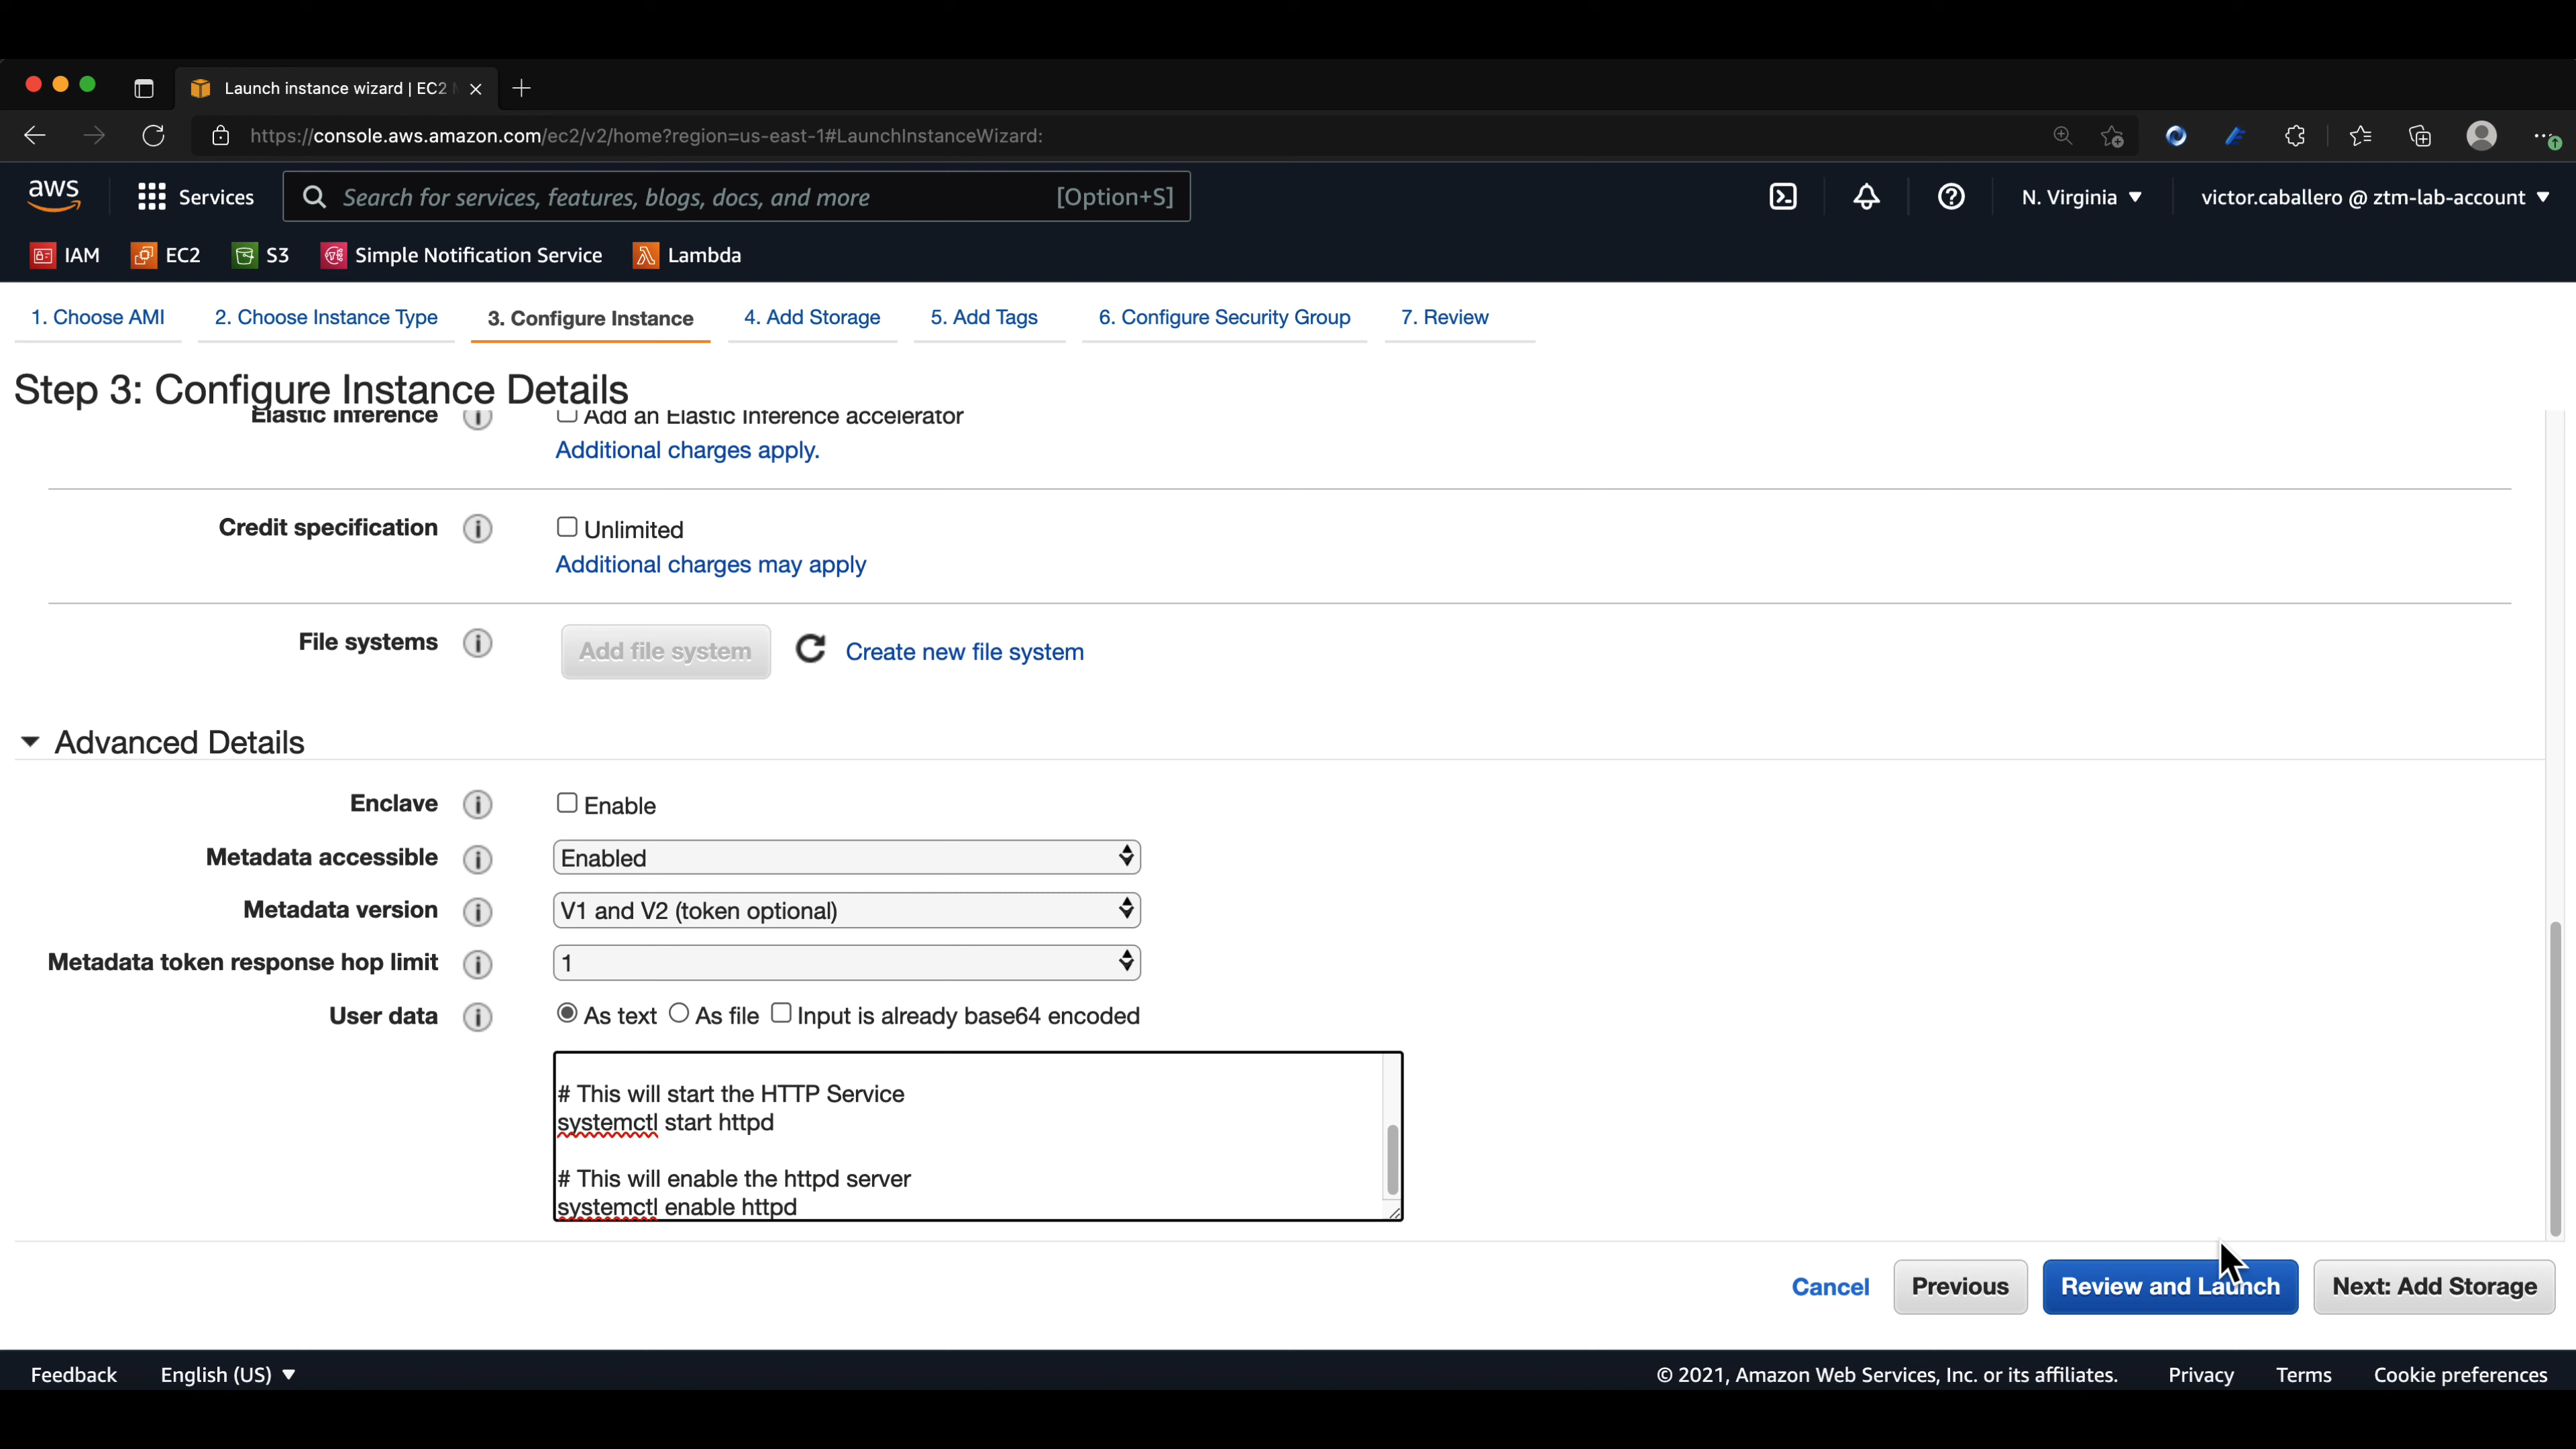 Launch instance wizard | EC2
https://console.aws.amazon.com/ec2/v2/home?region=us-east-1#LaunchInstanceWizard:
aws Services Search for services, features, blogs, docs, and more [Option+S] N. Virginia victor.caballero @ ztm-lab-account
IAM EC2 S3 Simple Notification Service Lambda
1. Choose AMI 2. Choose Instance Type 3. Configure Instance 4. Add Storage 5. Add Tags 6. Configure Security Group 7. Review
Step 3: Configure Instance Details
Elastic Inference Add an Elastic Inference accelerator
Additional charges apply.
Credit specification Unlimited
Additional charges may apply
File systems Add file system Create new file system
Advanced Details
Enclave Enable
Metadata accessible Enabled
Metadata version V1 and V2 (token optional)
Metadata token response hop limit 1
User data As text As file Input is already base64 encoded
# This will start the HTTP Service
systemctl start httpd
# This will enable the httpd server
systemctl enable httpd
Cancel Previous Review and Launch Next: Add Storage
Feedback English (US) © 2021, Amazon Web Services, Inc. or its affiliates. Privacy Terms Cookie preferences